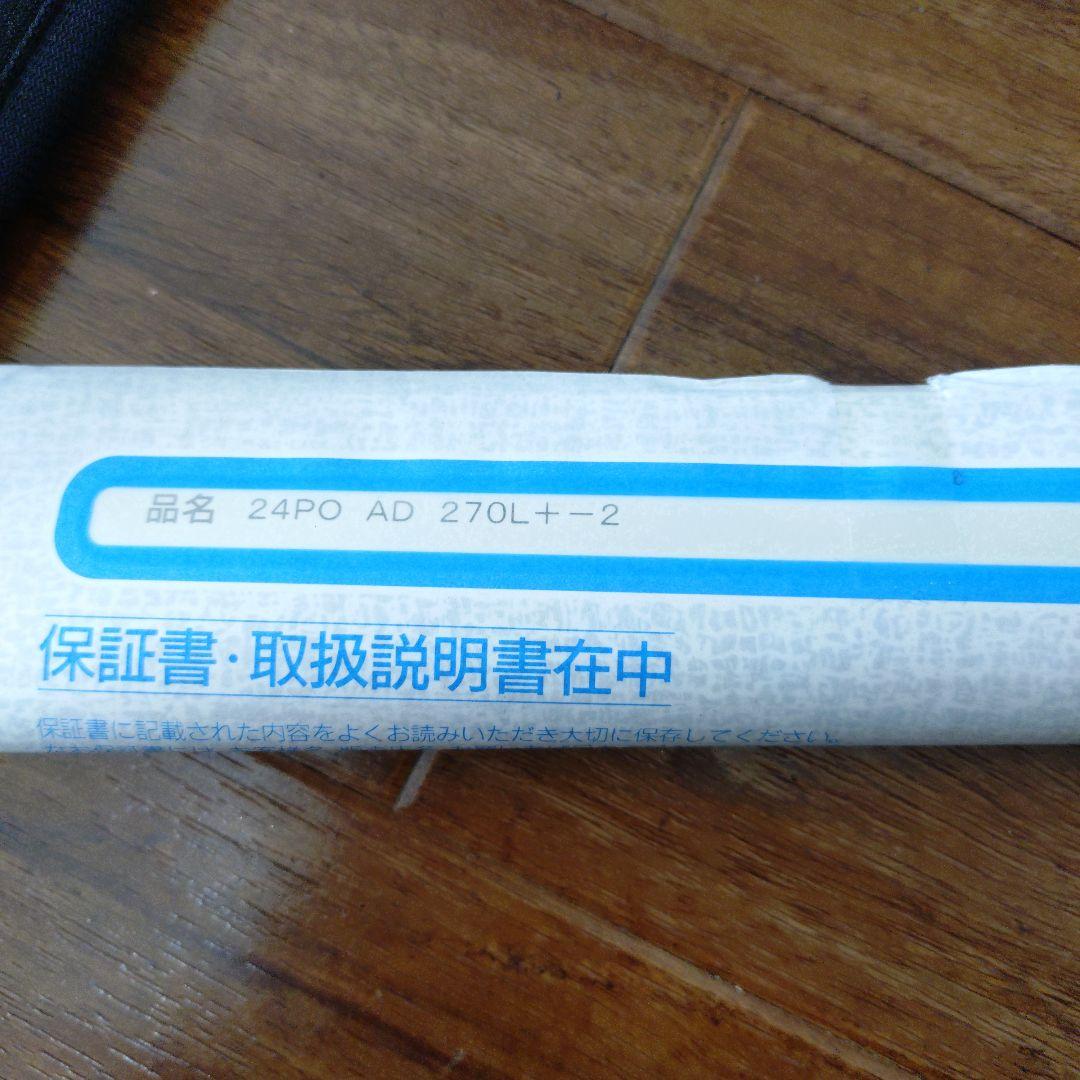 品名 24PO AD 270L+-2
保証書・取扱説明書在中
保証書に記載された内容をよくお読みいただき大切に保存してください。